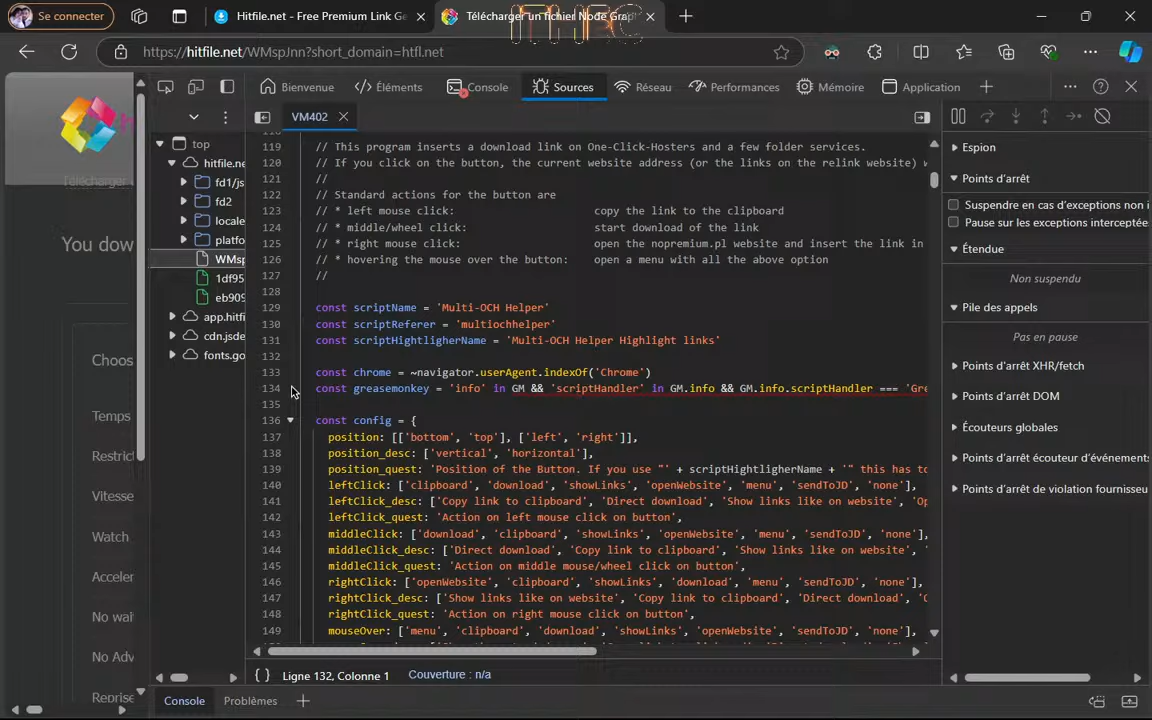 Se connecter
Hitfile.net - Free Premium Link Ge
Télécharger un fichier Node Graph
https://hitfile.net/WMspJnn?short_domain=htfl.net
Bienvenue
Éléments
Console
Sources
Réseau
Performances
Mémoire
Application
VM402
Télécharger
You dow
Choos
Temps
Restric
Vitesse
Watch
Acceler
No wai
No Adv
Reprise
top
hitfile.ne
fd1/js
fd2
locale
platfo
WMsp
1df95
eb909
app.hitfi
cdn.jsde
fonts.go
119 // This program inserts a download link on One-Click-Hosters and a few folder services.
120 // If you click on the button, the current website address (or the links on the relink website) w
121 //
122 // Standard actions for the button are
123 // * left mouse click: copy the link to the clipboard
124 // * middle/wheel click: start download of the link
125 // * right mouse click: open the nopremium.pl website and insert the link in
126 // * hovering the mouse over the button: open a menu with all the above option
127 //
128
129 const scriptName = 'Multi-OCH Helper'
130 const scriptReferer = 'multiochhelper'
131 const scriptHightligherName = 'Multi-OCH Helper Highlight links'
132
133 const chrome = ~navigator.userAgent.indexOf('Chrome')
134 const greasemonkey = 'info' in GM && 'scriptHandler' in GM.info && GM.info.scriptHandler === 'Gre
135
136 const config = {
137 position: [['bottom', 'top'], ['left', 'right']],
138 position_desc: ['vertical', 'horizontal'],
139 position_quest: 'Position of the Button. If you use "' + scriptHightligherName + '" this has to
140 leftClick: ['clipboard', 'download', 'showLinks', 'openWebsite', 'menu', 'sendToJD', 'none'],
141 leftClick_desc: ['Copy link to clipboard', 'Direct download', 'Show links like on website', 'Op
142 leftClick_quest: 'Action on left mouse click on button',
143 middleClick: ['download', 'clipboard', 'showLinks', 'openWebsite', 'menu', 'sendToJD', 'none'],
144 middleClick_desc: ['Direct download', 'Copy link to clipboard', 'Show links like on website', '
145 middleClick_quest: 'Action on middle mouse/wheel click on button',
146 rightClick: ['openWebsite', 'clipboard', 'showLinks', 'download', 'menu', 'sendToJD', 'none'],
147 rightClick_desc: ['Show links like on website', 'Copy link to clipboard', 'Direct download', 'O
148 rightClick_quest: 'Action on right mouse click on button',
149 mouseOver: ['menu', 'clipboard', 'download', 'showLinks', 'openWebsite', 'sendToJD', 'none'],
{ } Ligne 132, Colonne 1
Couverture : n/a
Espion
Points d'arrêt
Suspendre en cas d'exceptions non i
Pause sur les exceptions interceptée
Étendue
Non suspendu
Pile des appels
Pas en pause
Points d'arrêt XHR/fetch
Points d'arrêt DOM
Écouteurs globales
Points d'arrêt écouteur d'événements
Points d'arrêt de violation fournisseu
Console
Problèmes